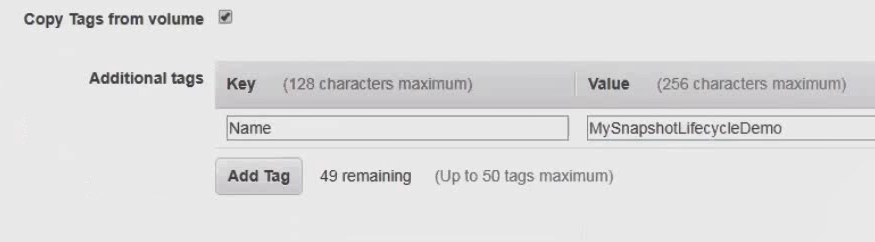 Copy Tags from volume
Additional tags Key (128 characters maximum) Value (256 characters maximum)
Name MySnapshotLifecycleDemo
Add Tag 49 remaining (Up to 50 tags maximum)